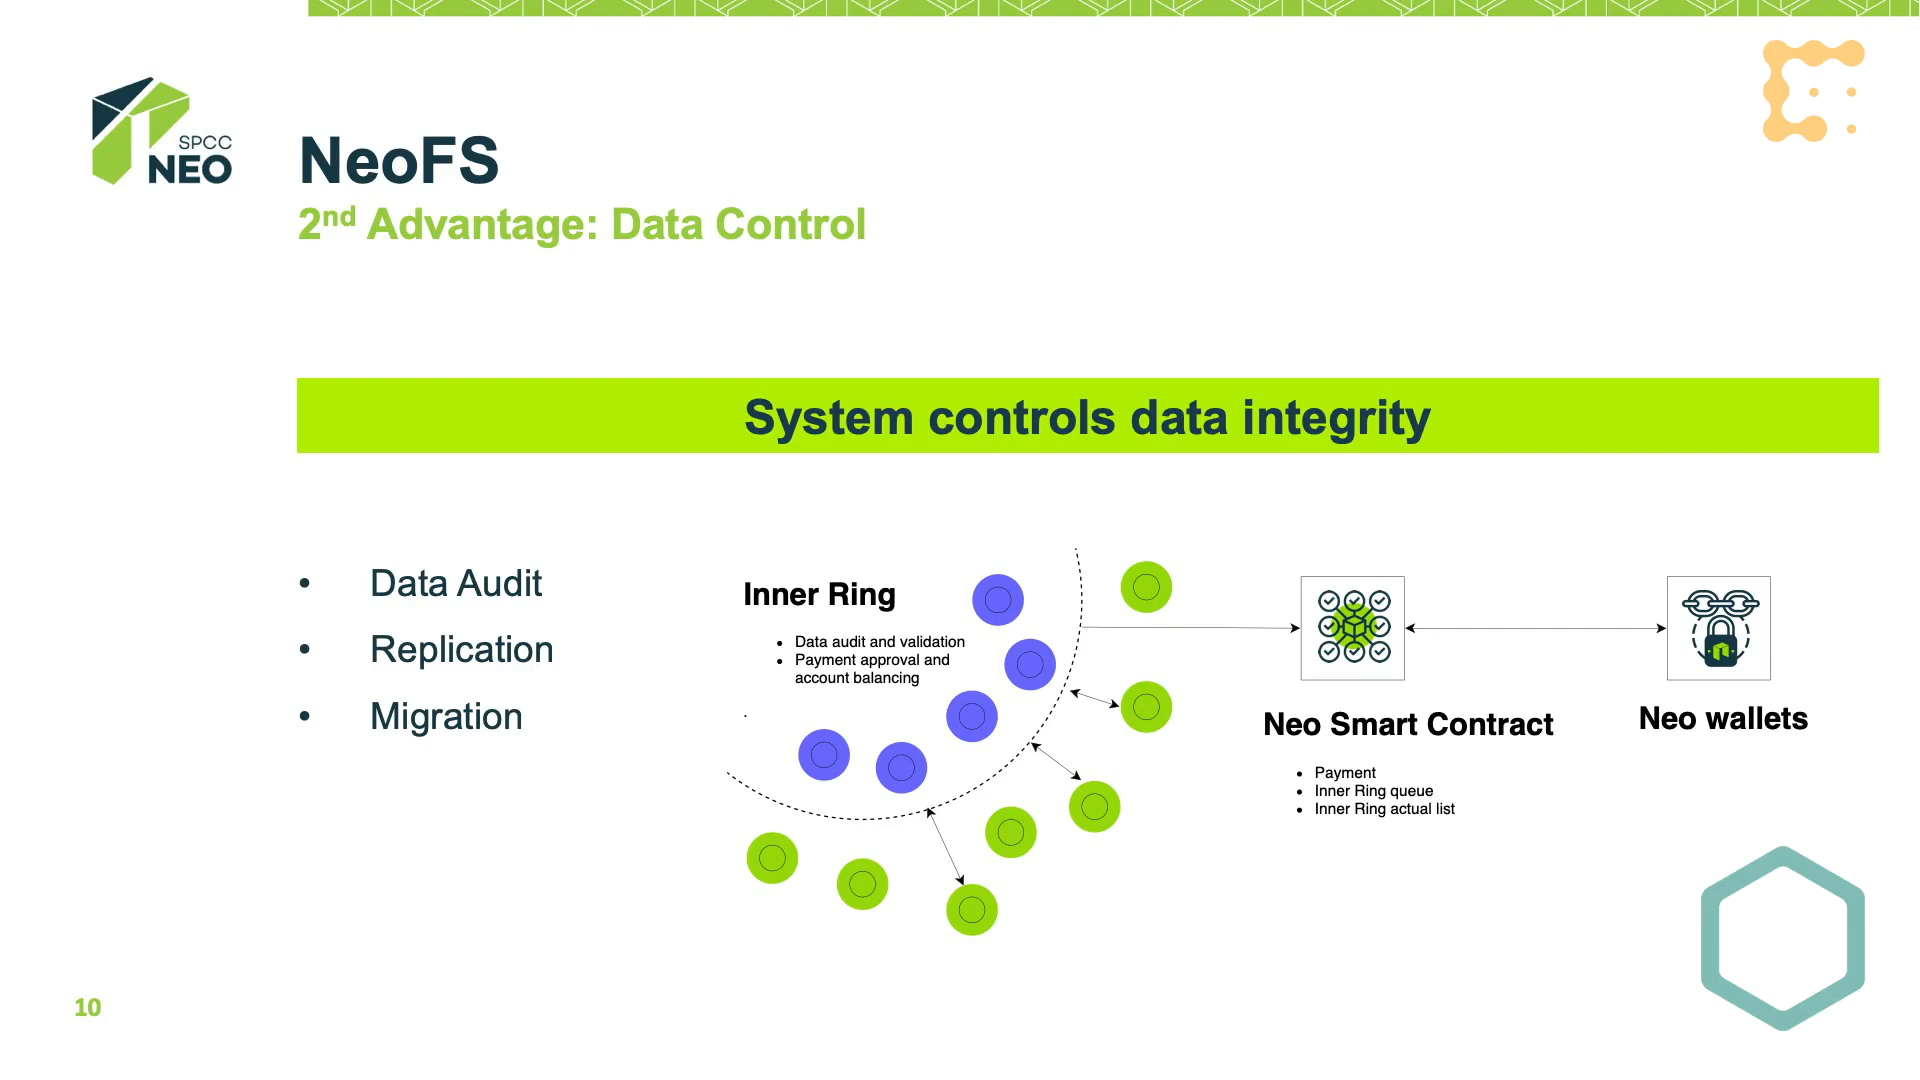 SPCC
NEO
NeoFS
2nd Advantage: Data Control
System controls data integrity
• Data Audit
• Replication
• Migration
Inner Ring
• Data audit and validation
• Payment approval and
account balancing
.
Neo Smart Contract
• Payment
• Inner Ring queue
• Inner Ring actual list
Neo wallets
10